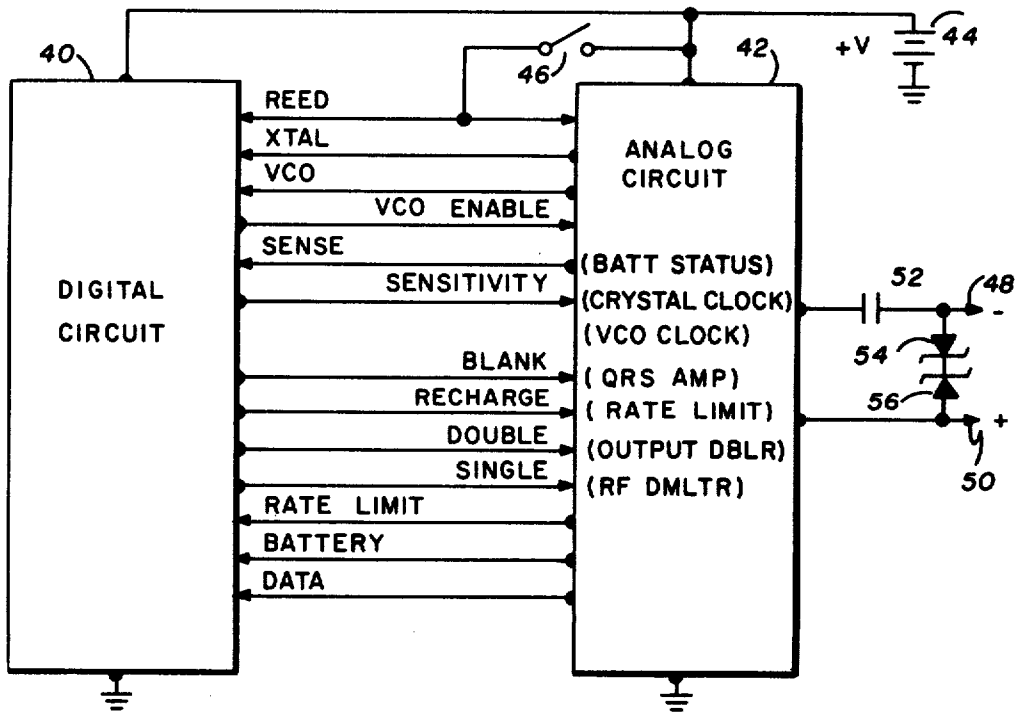 40
REED
XTAL
VCO
VCO ENABLE
SENSE
SENSITIVITY
BLANK
RECHARGE
DOUBLE
SINGLE
RATE LIMIT
BATTERY
DATA
DIGITAL
CIRCUIT
46
42
+V
44
ANALOG
CIRCUIT
(BATT STATUS)
(CRYSTAL CLOCK)
(VCO CLOCK)
(QRS AMP)
(RATE LIMIT)
(OUTPUT DBLR)
(RF DMLTR)
52
48
-
54
56
+
50